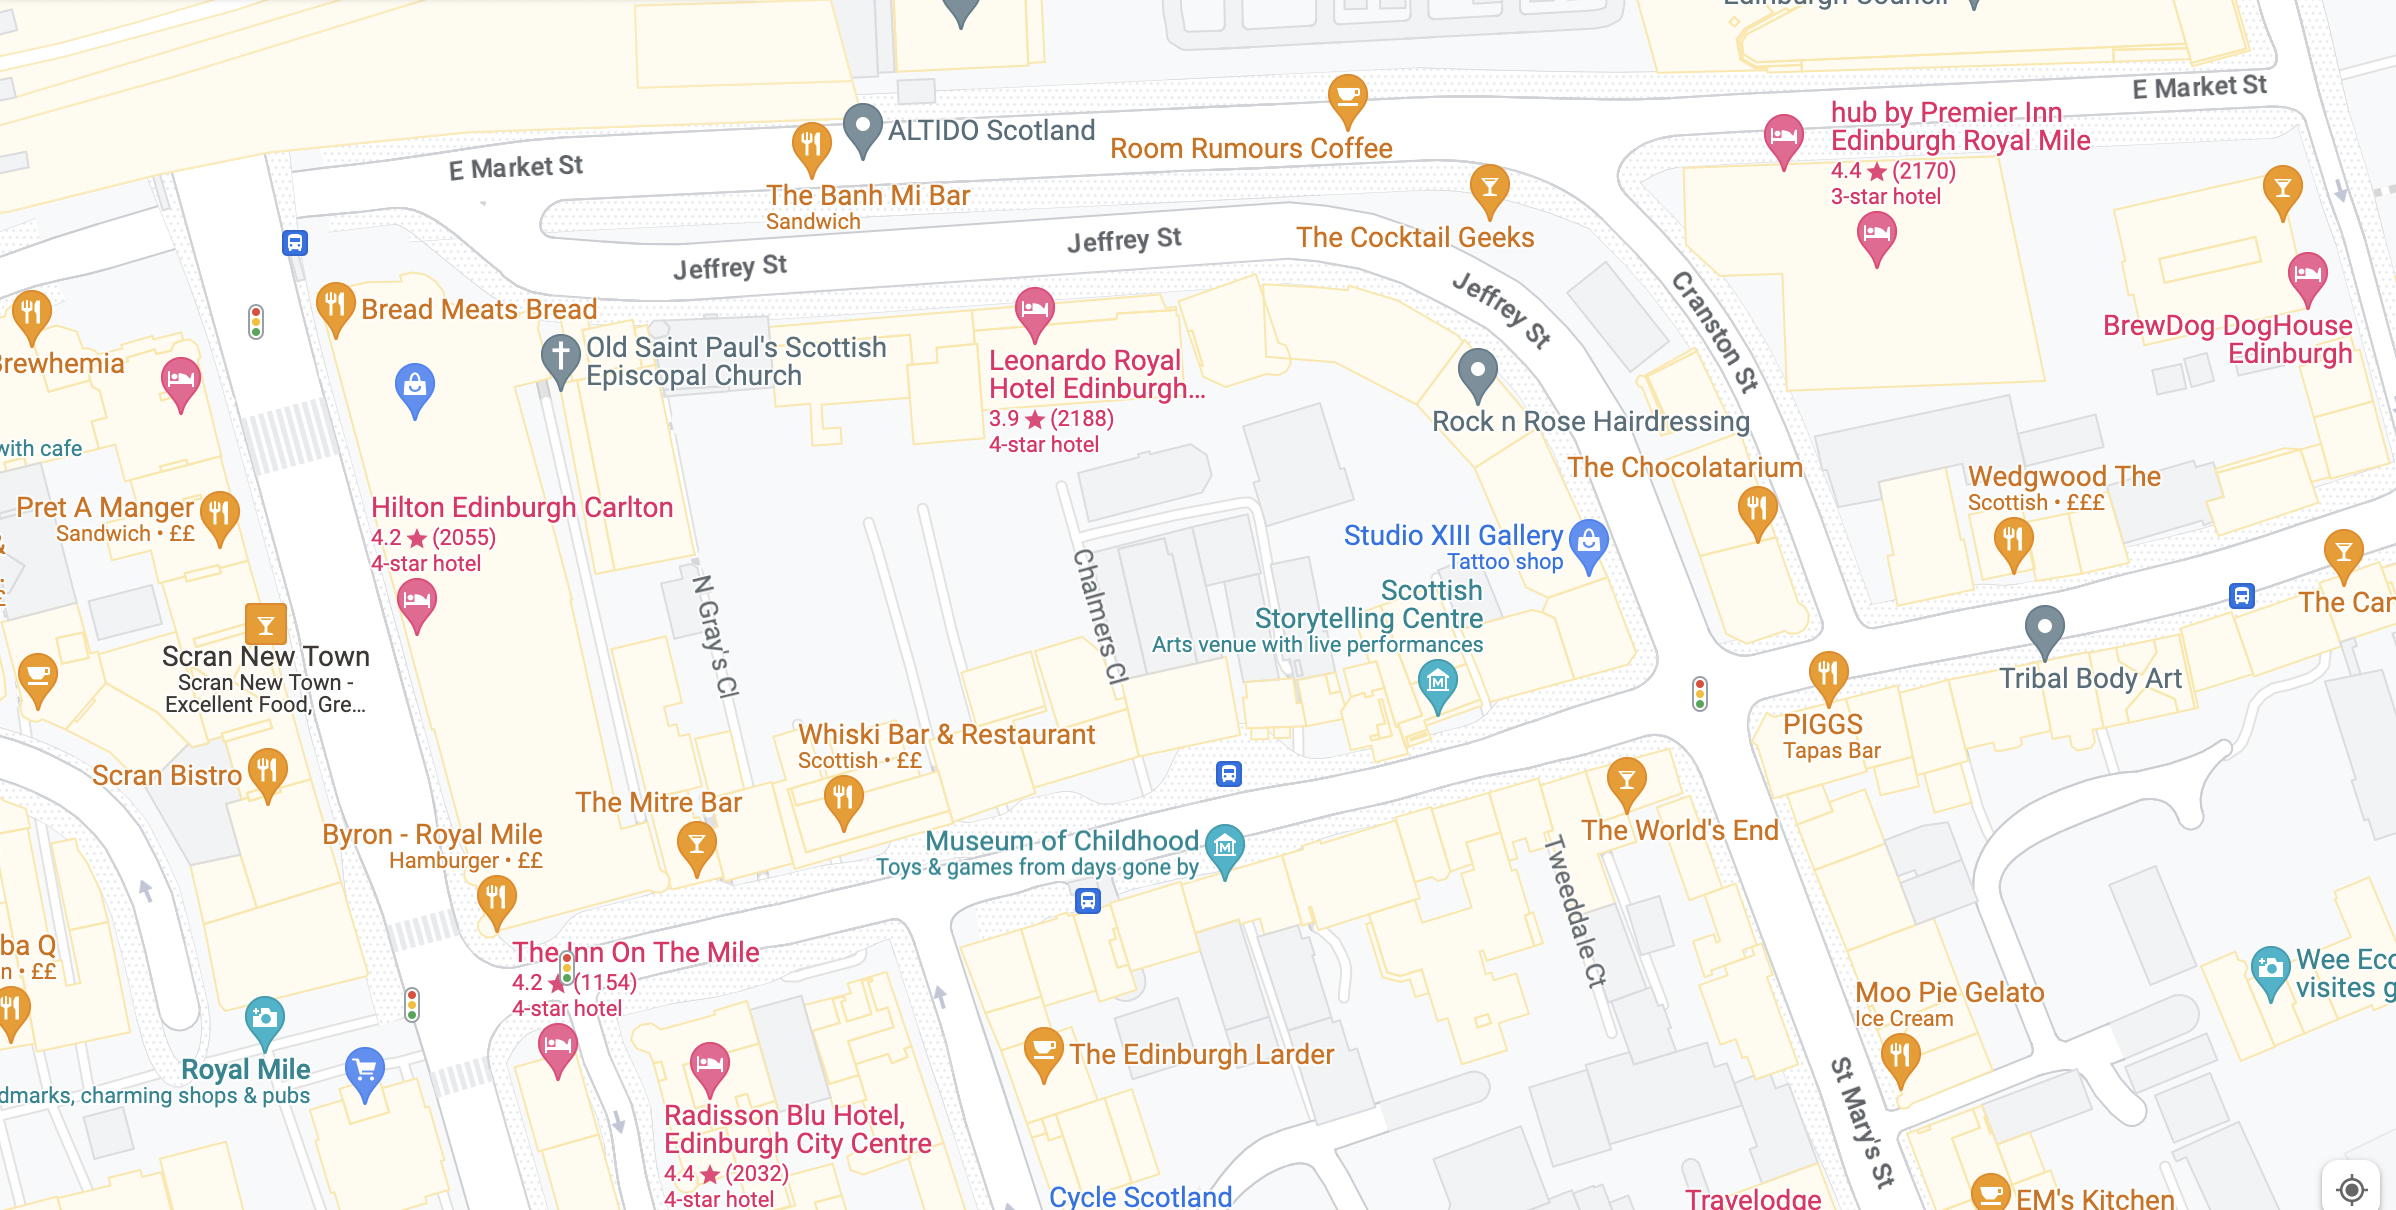 Edinburgh Council
E Market St
hub by Premier Inn
Edinburgh Royal Mile
4.4 ★ (2170)
3-star hotel
ALTIDO Scotland
Room Rumours Coffee
E Market St
The Banh Mi Bar
Sandwich
The Cocktail Geeks
Jeffrey St
Jeffrey St
Jeffrey St
Cranston St
Bread Meats Bread
BrewDog DogHouse
Edinburgh
Brewhemia
Old Saint Paul's Scottish
Episcopal Church
Leonardo Royal
Hotel Edinburgh...
3.9 ★ (2188)
4-star hotel
Rock n Rose Hairdressing
with cafe
The Chocolatarium
Wedgwood The
Scottish • £££
Pret A Manger
Sandwich • ££
Hilton Edinburgh Carlton
4.2 ★ (2055)
4-star hotel
Studio XIII Gallery
Tattoo shop
&
N Gray's Cl
Chalmers Cl
Scottish
Storytelling Centre
Arts venue with live performances
The Can
Scran New Town
Scran New Town -
Excellent Food, Gre...
Tribal Body Art
PIGGS
Tapas Bar
Whiski Bar & Restaurant
Scottish • ££
Scran Bistro
The Mitre Bar
Byron - Royal Mile
Hamburger • ££
Museum of Childhood
Toys & games from days gone by
The World's End
Tweeddale Ct
ba Q
n • ££
The Inn On The Mile
4.2 ★ (1154)
4-star hotel
Wee Eco
visites g
Moo Pie Gelato
Ice Cream
Royal Mile
dmarks, charming shops & pubs
The Edinburgh Larder
St Mary's St
Radisson Blu Hotel,
Edinburgh City Centre
4.4 ★ (2032)
4-star hotel
Cycle Scotland
Travelodge
EM's Kitchen